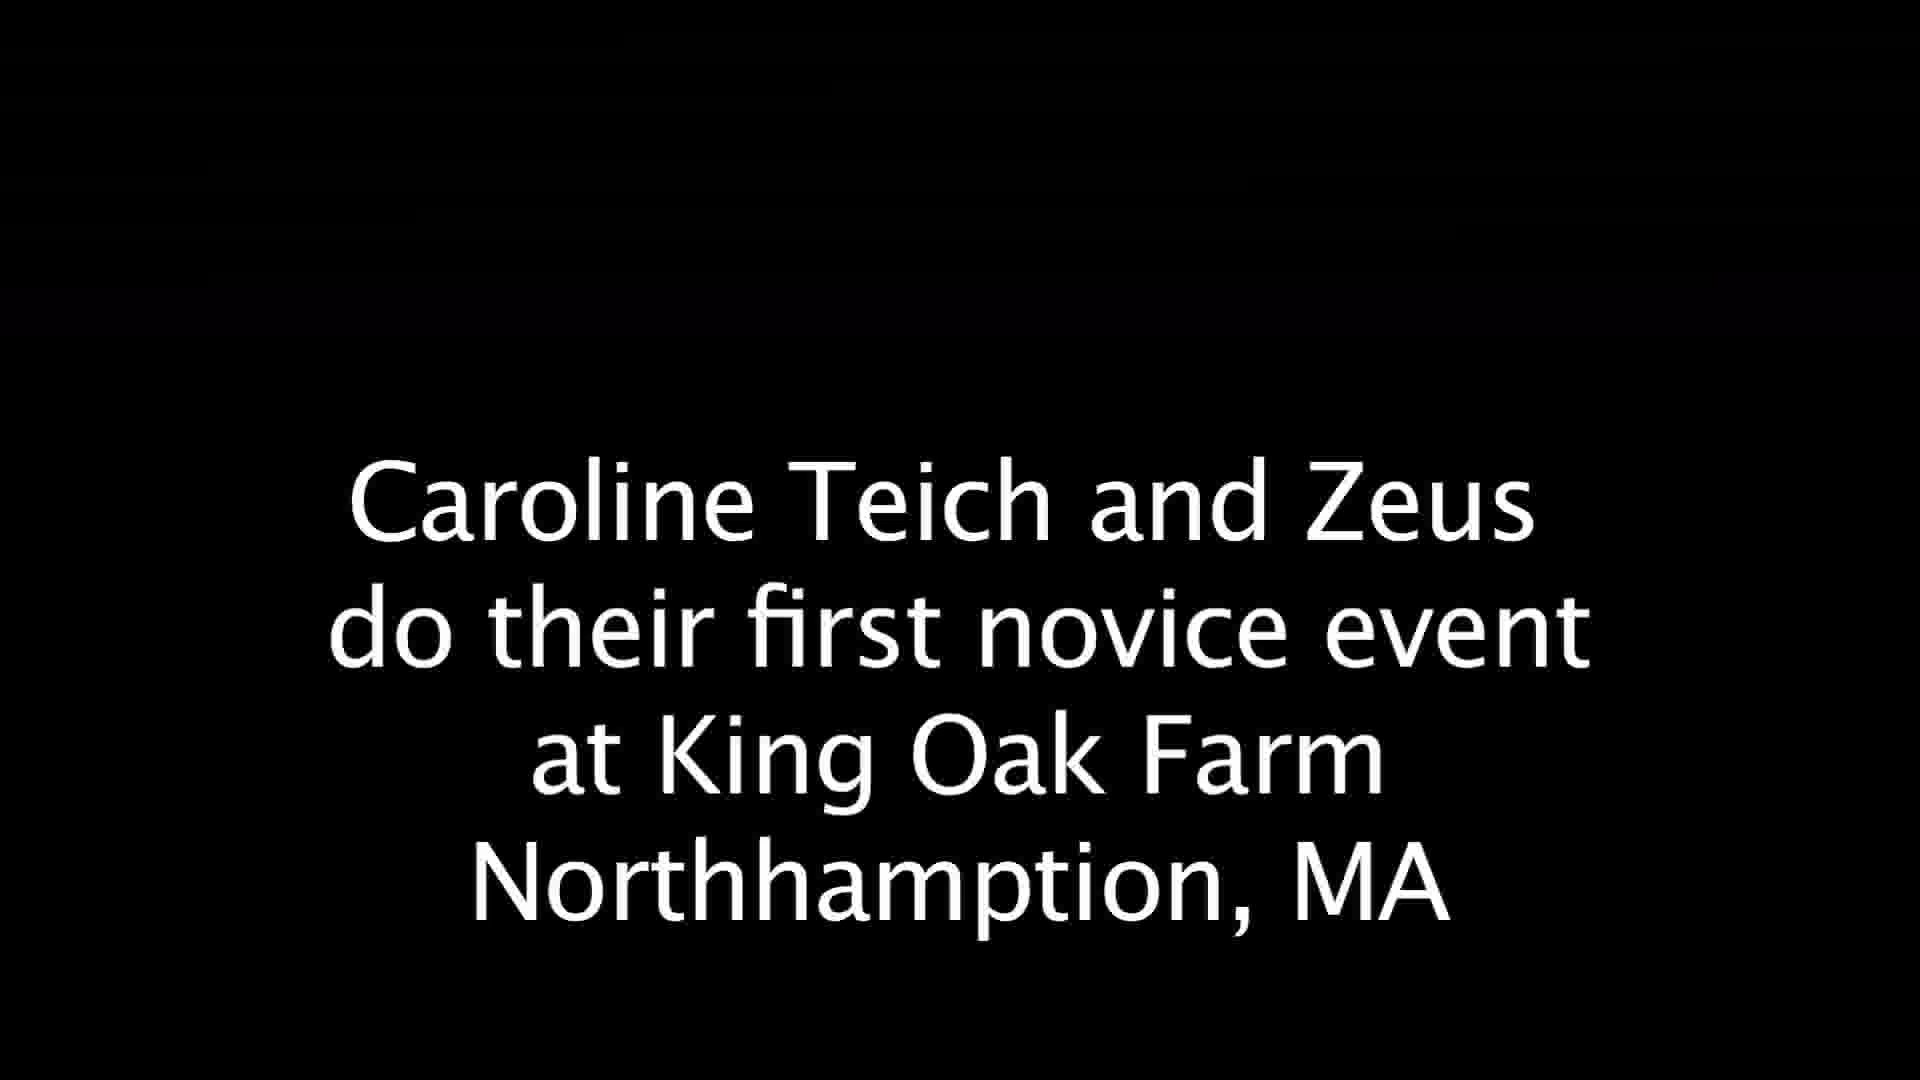 Caroline Teich and Zeus
do their first novice event
at King Oak Farm
Northhamption, MA